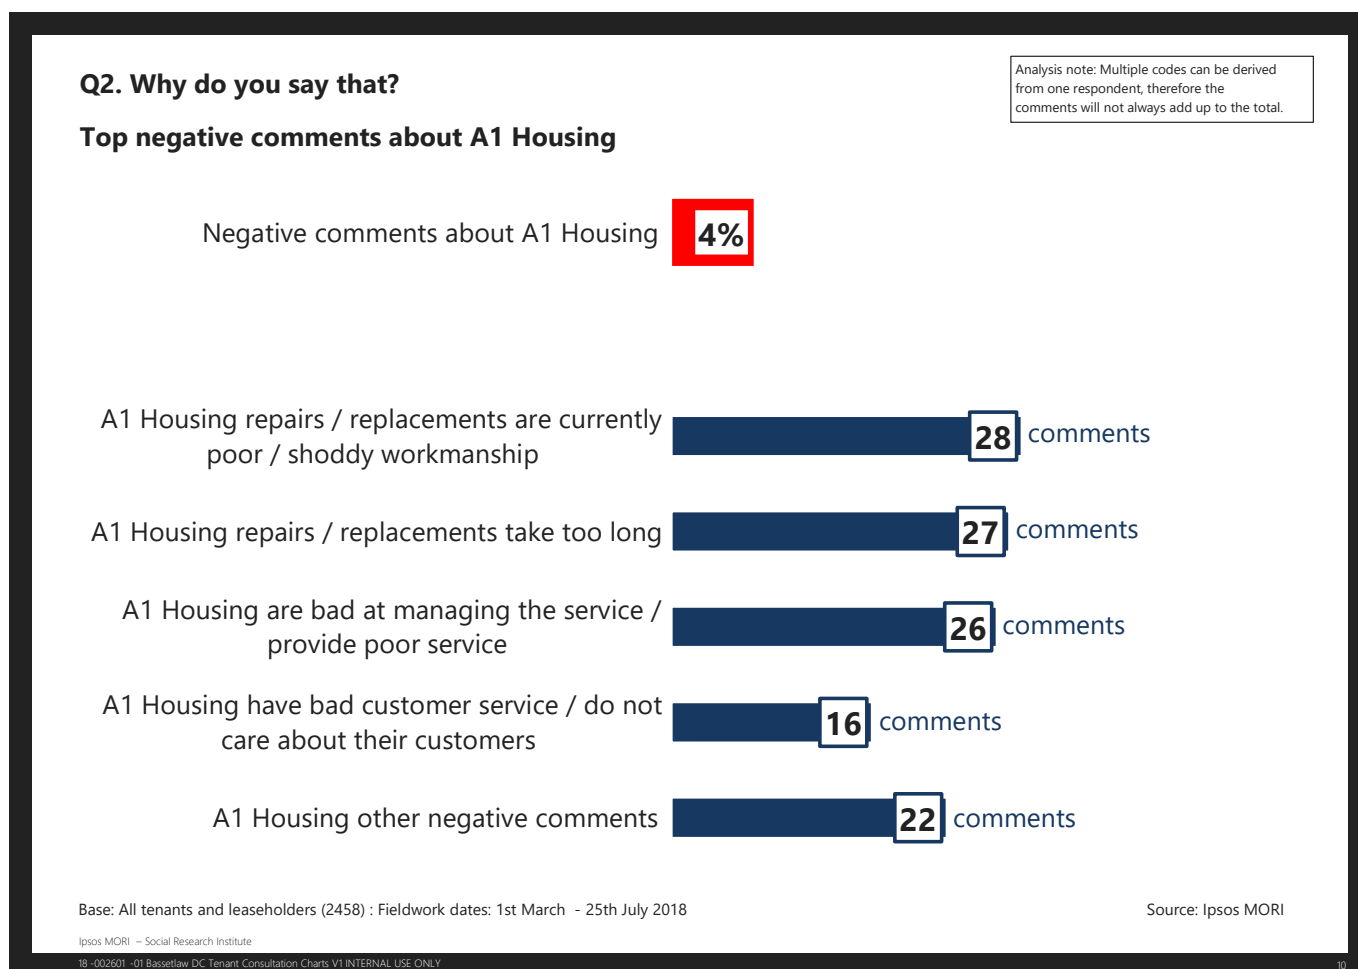 Q2. Why do you say that?
Analysis note: Multiple codes can be derived
from one respondent, therefore the
comments will not always add up to the total.
Top negative comments about A1 Housing
Negative comments about A1 Housing 4%
A1 Housing repairs / replacements are currently
poor / shoddy workmanship
28 comments
A1 Housing repairs / replacements take too long 27 comments
A1 Housing are bad at managing the service /
provide poor service
26 comments
A1 Housing have bad customer service / do not
care about their customers
16 comments
A1 Housing other negative comments 22 comments
Base: All tenants and leaseholders (2458) : Fieldwork dates: 1st March - 25th July 2018
Source: Ipsos MORI
Ipsos MORI – Social Research Institute
18 -002601 -01 Bassetlaw DC Tenant Consultation Charts V1 INTERNAL USE ONLY
10